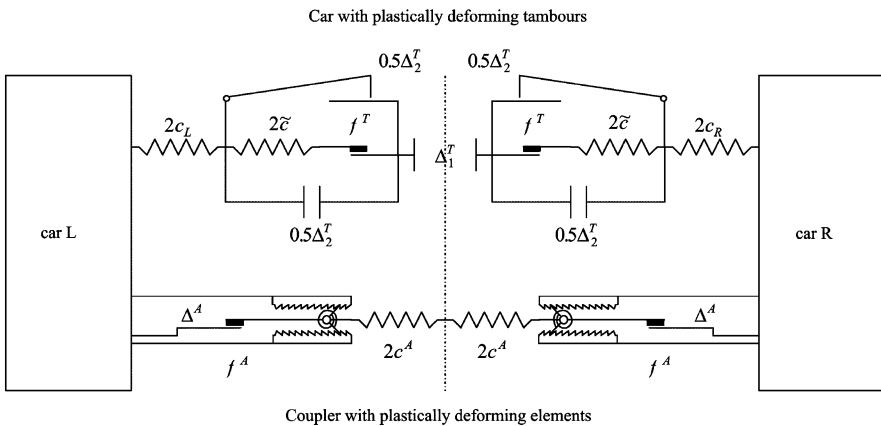 Car with plastically deforming tambours
0.5Δ₂ᵀ 0.5Δ₂ᵀ
2c_L 2c̃ fᵀ Δ₁ᵀ fᵀ 2c̃ 2c_R
0.5Δ₂ᵀ 0.5Δ₂ᵀ
car L car R
Δᴬ Δᴬ
2cᴬ 2cᴬ
fᴬ fᴬ
Coupler with plastically deforming elements